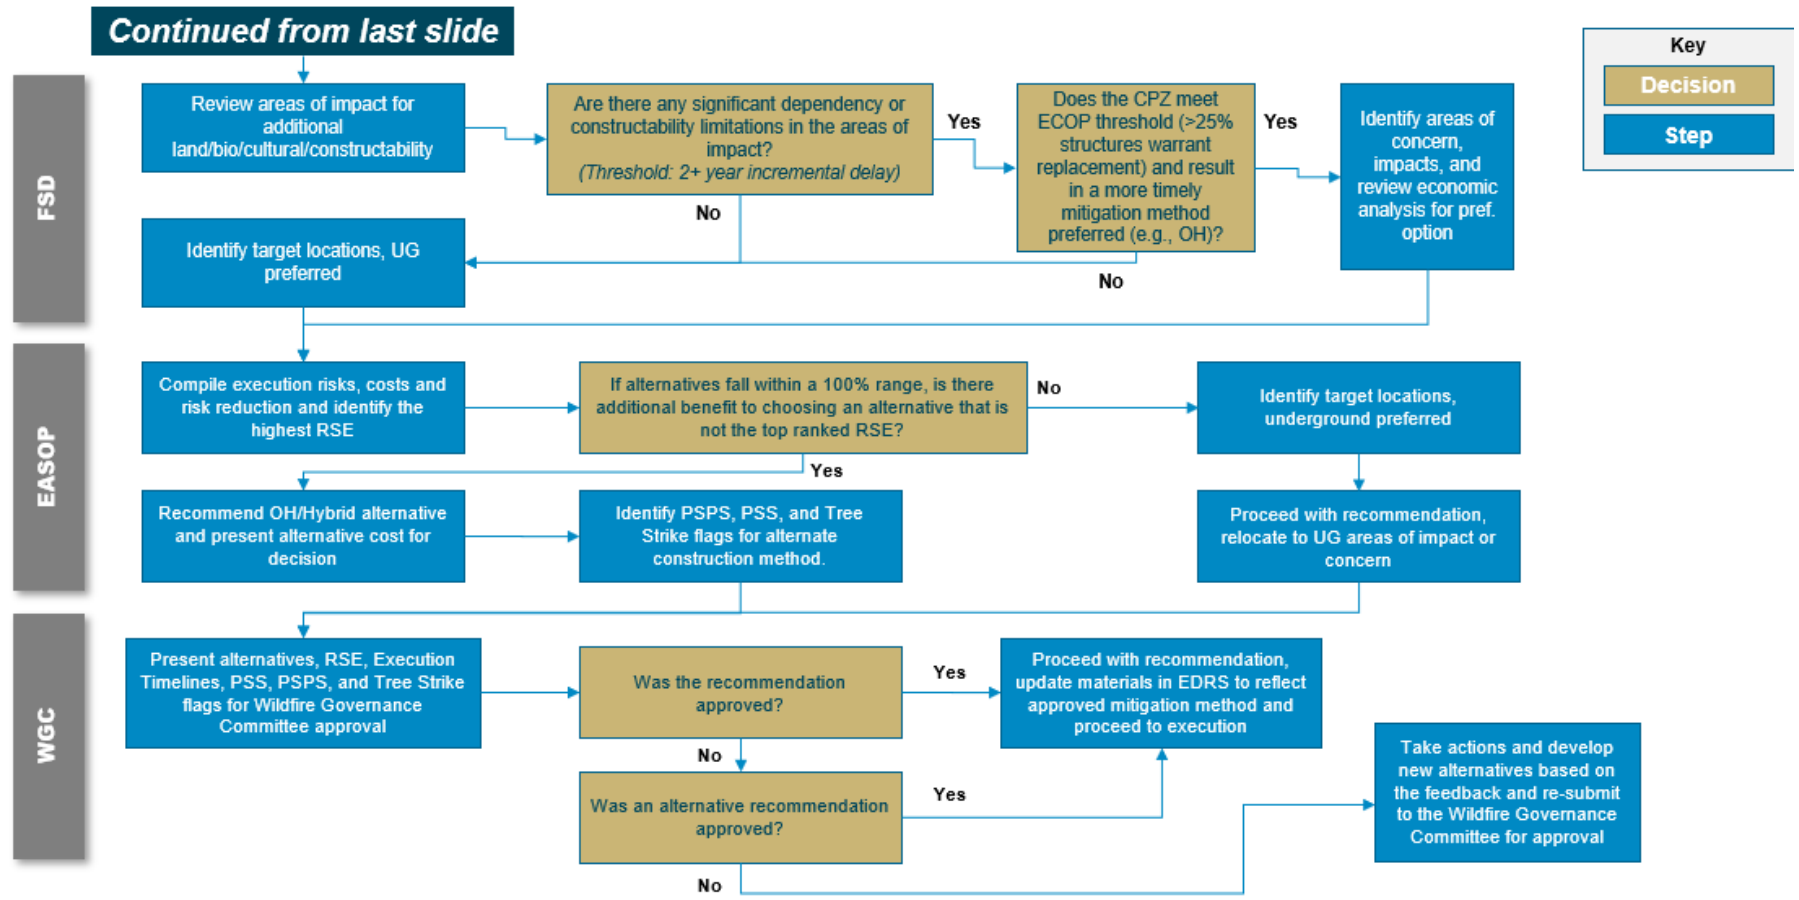 Continued from last slide
Key
Decision
Step
FSD
Review areas of impact for
additional
land/bio/cultural/constructability
Are there any significant dependency or
constructability limitations in the areas of
impact?
(Threshold: 2+ year incremental delay)
Yes
No
Does the CPZ meet
ECOP threshold (>25%
structures warrant
replacement) and result
in a more timely
mitigation method
preferred (e.g., OH)?
Yes
No
Identify areas of
concern,
impacts, and
review economic
analysis for pref.
option
Identify target locations, UG
preferred
EASOP
Compile execution risks, costs and
risk reduction and identify the
highest RSE
If alternatives fall within a 100% range, is there
additional benefit to choosing an alternative that is
not the top ranked RSE?
No
Yes
Identify target locations,
underground preferred
Recommend OH/Hybrid alternative
and present alternative cost for
decision
Identify PSPS, PSS, and Tree
Strike flags for alternate
construction method.
Proceed with recommendation,
relocate to UG areas of impact or
concern
WGC
Present alternatives, RSE, Execution
Timelines, PSS, PSPS, and Tree Strike
flags for Wildfire Governance
Committee approval
Was the recommendation
approved?
Yes
No
Proceed with recommendation,
update materials in EDRS to reflect
approved mitigation method and
proceed to execution
Was an alternative recommendation
approved?
Yes
No
Take actions and develop
new alternatives based on
the feedback and re-submit
to the Wildfire Governance
Committee for approval